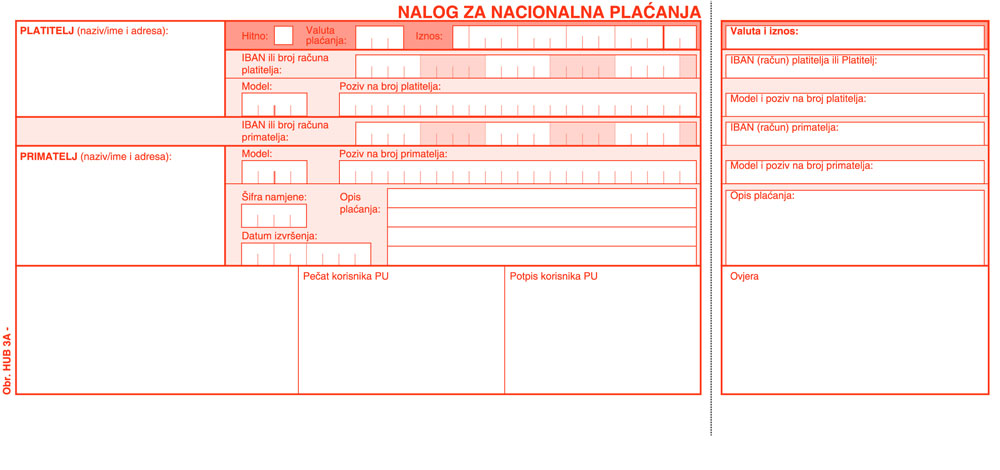 NALOG ZA NACIONALNA PLAĆANJA
PLATITELJ (naziv/ime i adresa):
Hitno:
Valuta
plaćanja:
Iznos:
IBAN ili broj računa
platitelja:
Model:
Poziv na broj platitelja:
IBAN ili broj računa
primatelja:
PRIMATELJ (naziv/ime i adresa):
Model:
Poziv na broj primatelja:
Šifra namjene:
Opis
plaćanja:
Datum izvršenja:
Pečat korisnika PU
Potpis korisnika PU
Obr. HUB 3A -
Valuta i iznos:
IBAN (račun) platitelja ili Platitelj:
Model i poziv na broj platitelja:
IBAN (račun) primatelja:
Model i poziv na broj primatelja:
Opis plaćanja:
Ovjera